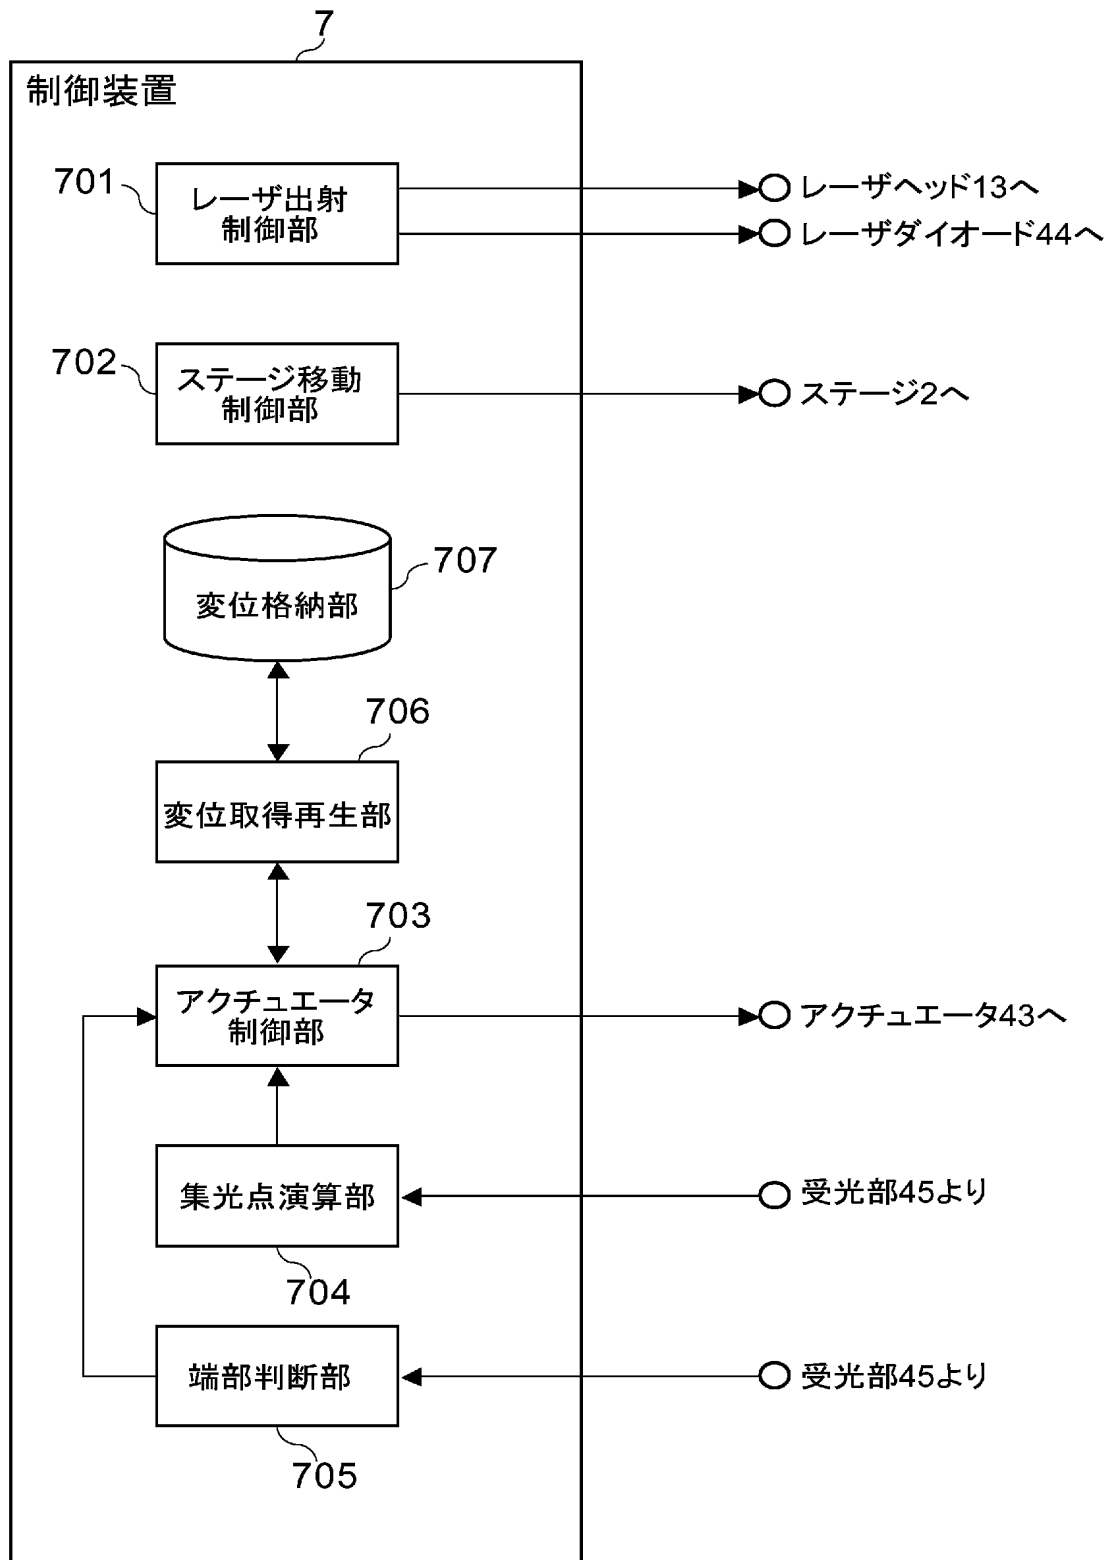 7
制御装置
701
レーザ出射
制御部
レーザヘッド13へ
レーザダイオード44へ
702
ステージ移動
制御部
ステージ2へ
707
変位格納部
706
変位取得再生部
703
アクチュエータ
制御部
アクチュエータ43へ
集光点演算部
受光部45より
704
端部判断部
受光部45より
705